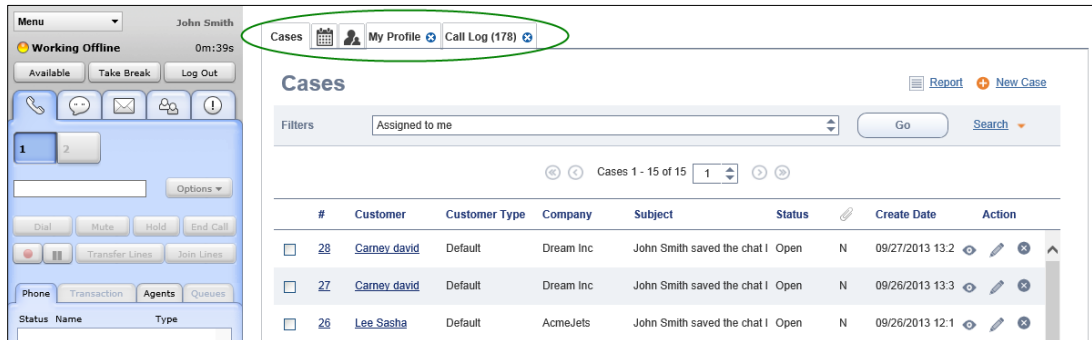 Menu
John Smith
Working Offline
0m:39s
Available
Take Break
Log Out
1
2
Options
Dial
Mute
Hold
End Call
Transfer Lines
Join Lines
Phone
Transaction
Agents
Queues
Status Name Type
Cases
My Profile
Call Log (178)
Cases
Report
New Case
Filters
Assigned to me
Go
Search
Cases 1 - 15 of 15
1
# Customer Customer Type Company Subject Status Create Date Action
28 Carney david Default Dream Inc John Smith saved the chat l Open N 09/27/2013 13:2
27 Carney david Default Dream Inc John Smith saved the chat l Open N 09/26/2013 13:3
26 Lee Sasha Default AcmeJets John Smith saved the chat l Open N 09/26/2013 12:1